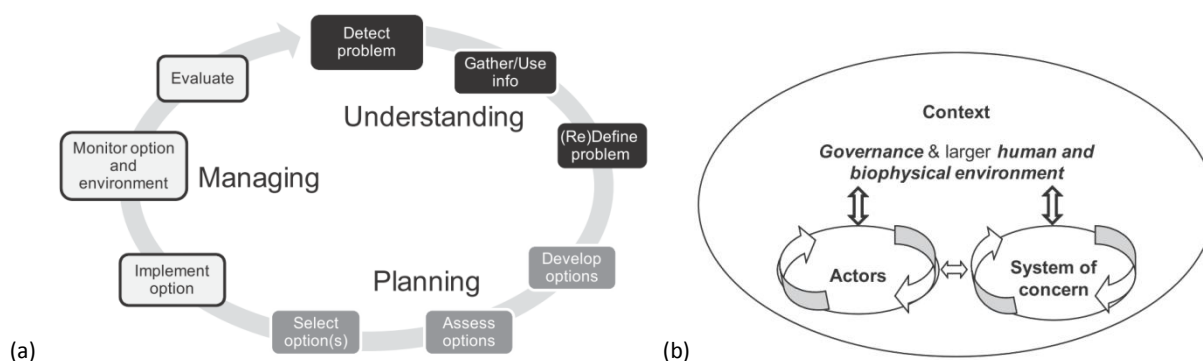 Detect
problem
Gather/Use
info
(Re)Define
problem
Understanding
Develop
options
Assess
options
Select
option(s)
Planning
Implement
option
Monitor option
and
environment
Evaluate
Managing
(a)
Context
Governance & larger human and
biophysical environment
Actors
System of
concern
(b)